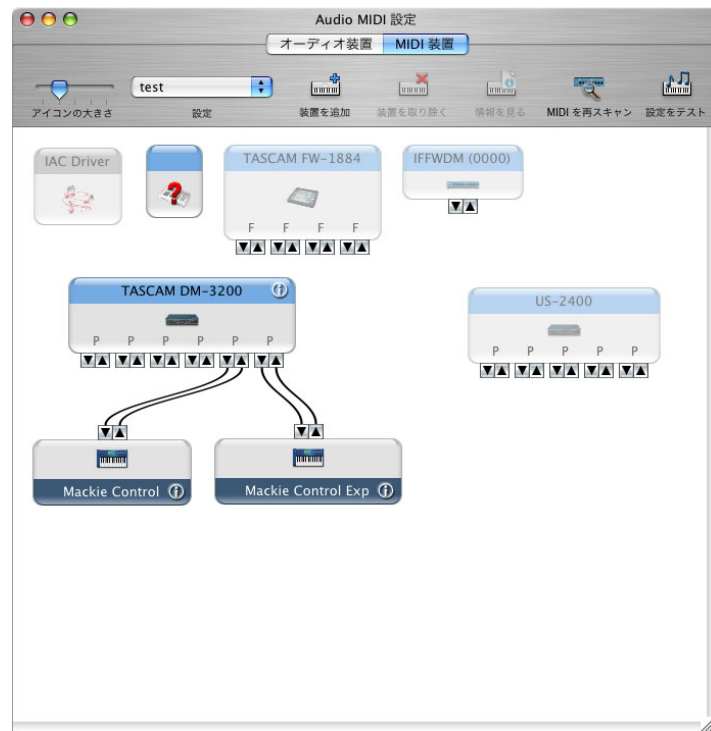 Audio MIDI 設定
オーディオ装置 MIDI 装置
test
アイコンの大きさ 設定 装置を追加 装置を取り除く 情報を見る MIDI を再スキャン 設定をテスト
IAC Driver TASCAM FW-1884 IFFWDM (0000)
F F F F
TASCAM DM-3200 US-2400
P P P P P P
P P P P P
Mackie Control Mackie Control Exp